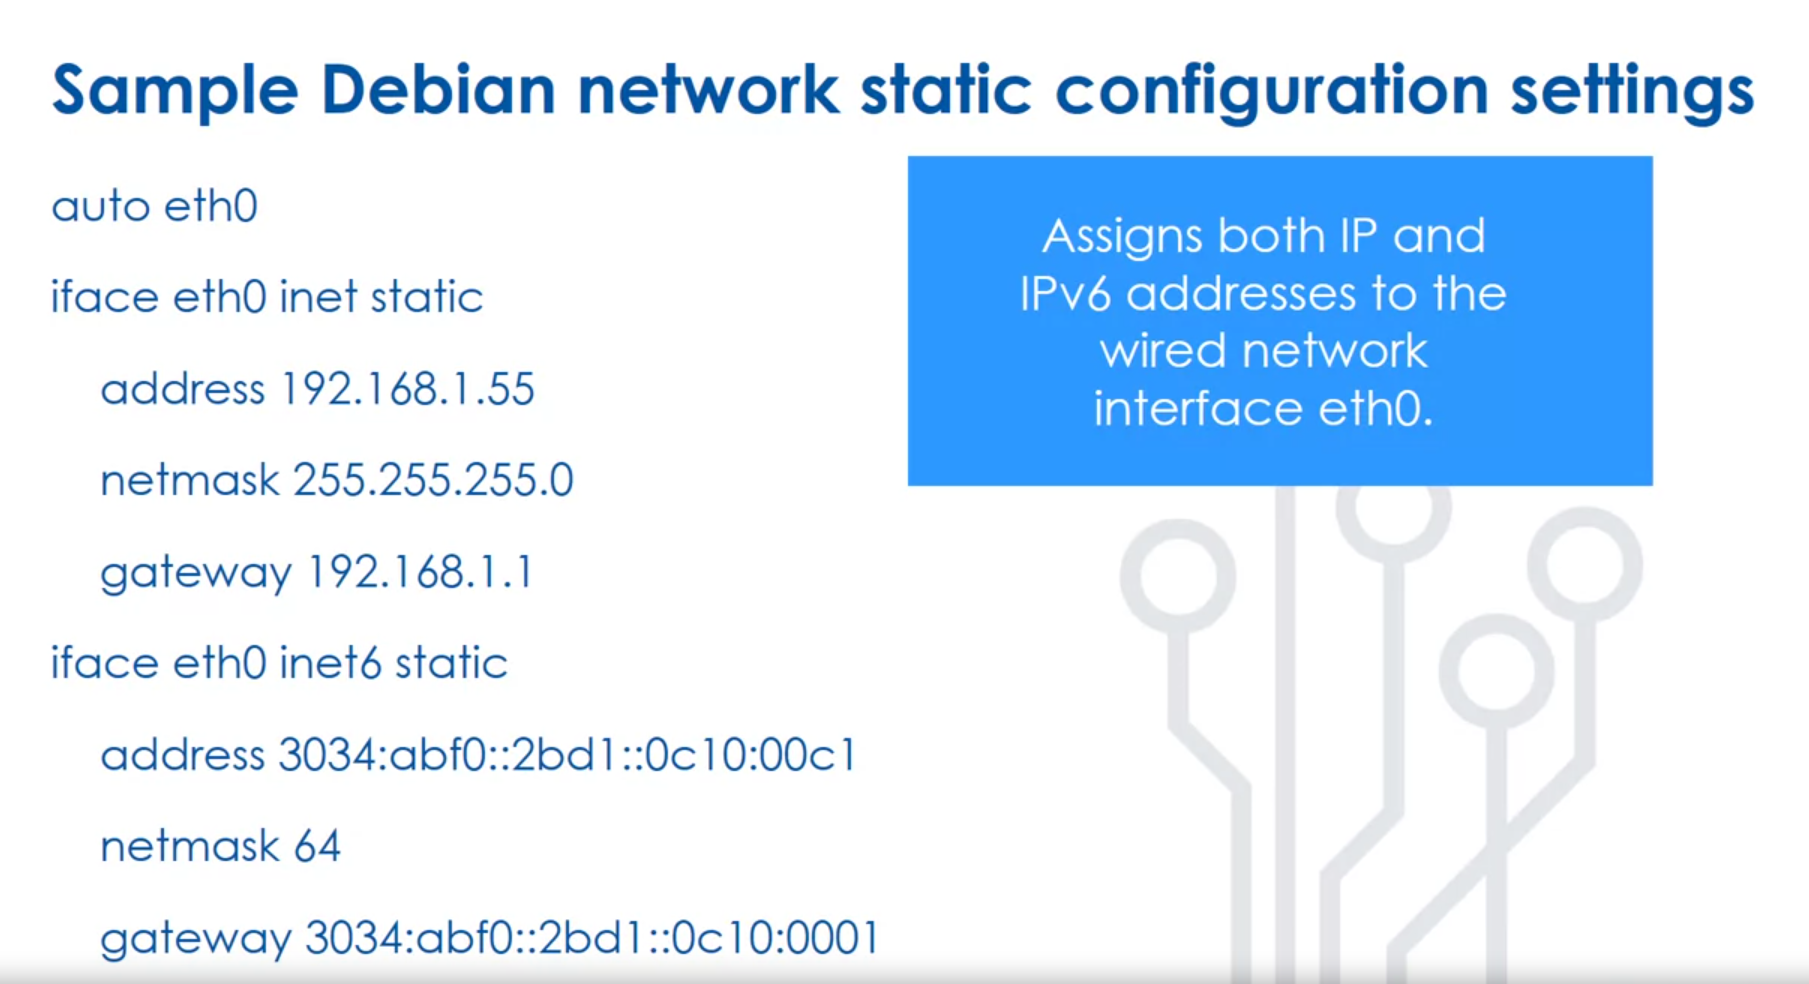 Sample Debian network static configuration settings
auto eth0
iface eth0 inet static
address 192.168.1.55
netmask 255.255.255.0
gateway 192.168.1.1
iface eth0 inet6 static
address 3034:abf0::2bd1::0c10:00c1
netmask 64
gateway 3034:abf0::2bd1::0c10:0001
Assigns both IP and
IPv6 addresses to the
wired network
interface eth0.